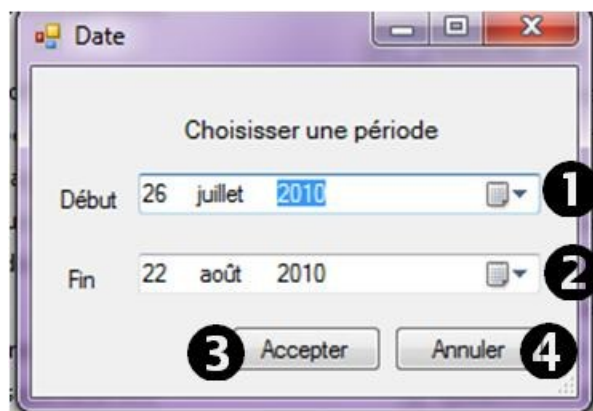 Date
Choisisser une période
Début 26 juillet 2010 1
Fin 22 août 2010 2
3 Accepter Annuler 4